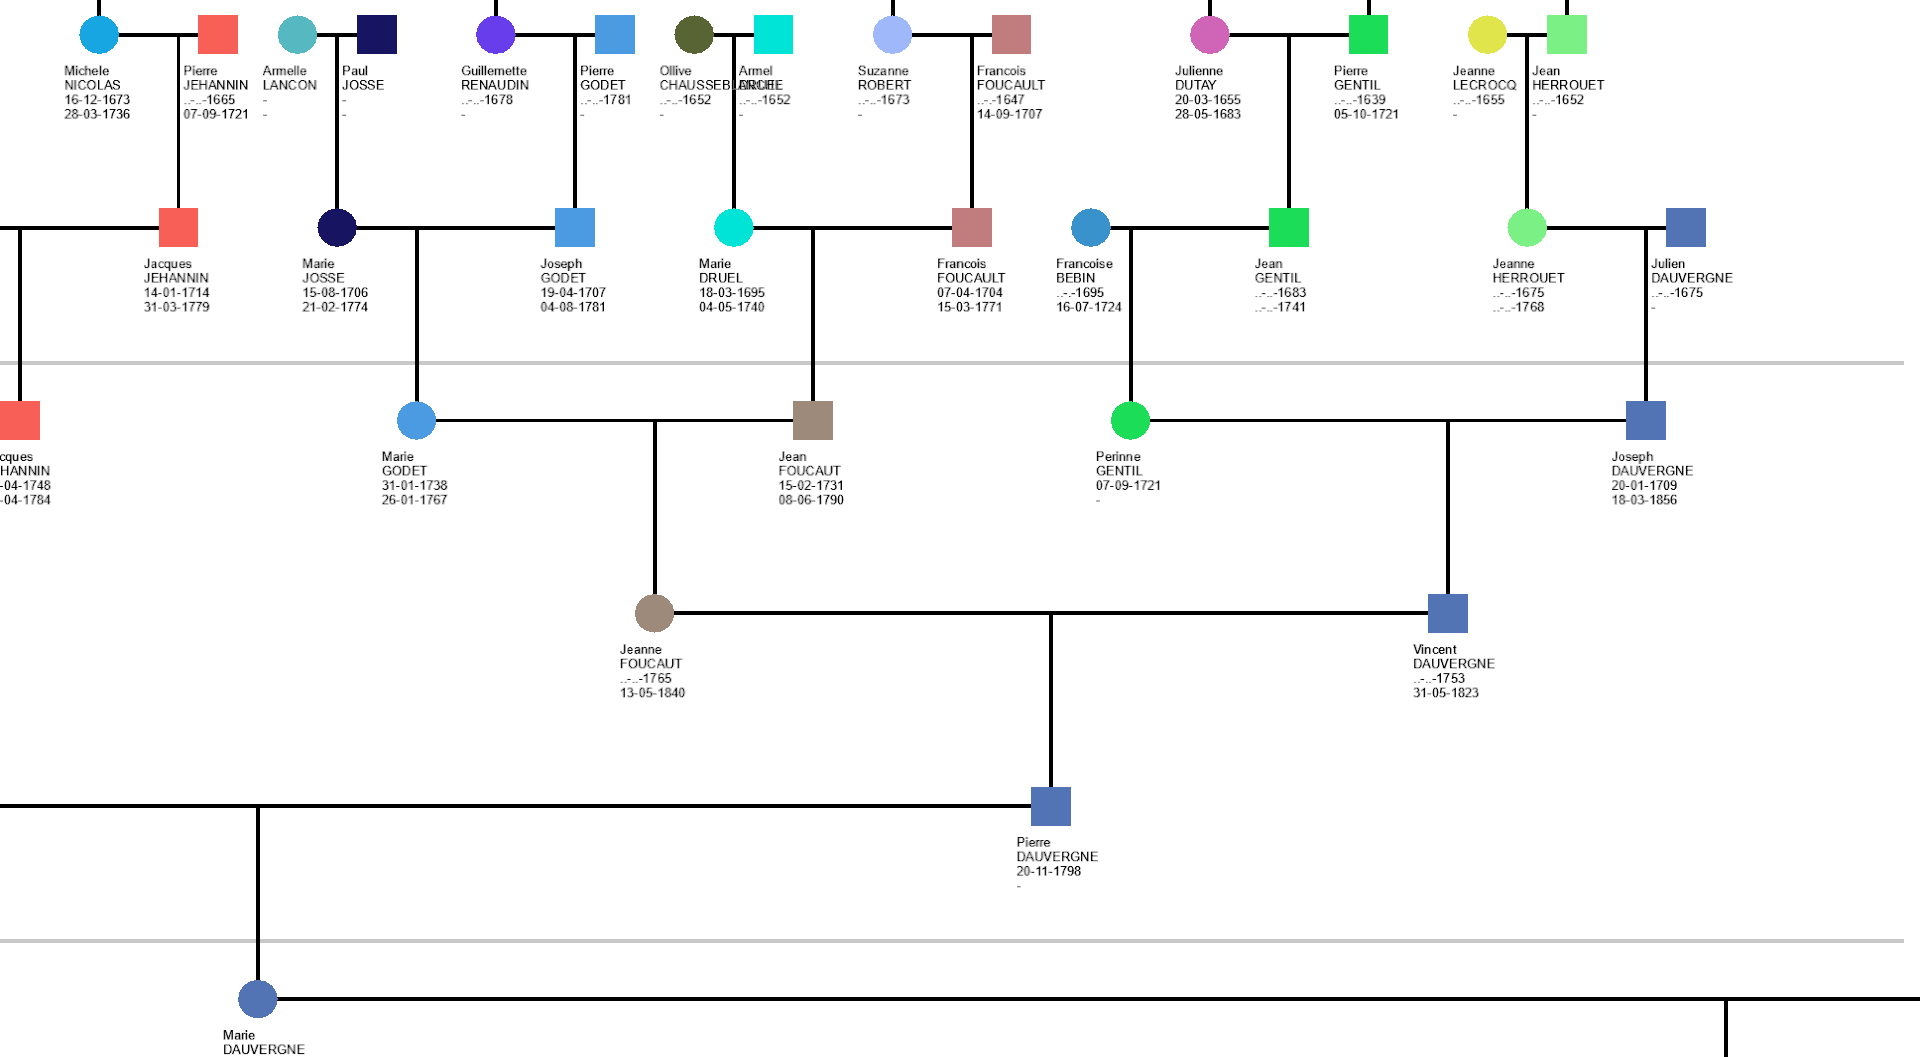 Michele
NICOLAS
16-12-1673
28-03-1736
Pierre
JEHANNIN
..-..-1665
07-09-1721
Armelle
LANCON
-
-
Paul
JOSSE
-
-
Guillemette
RENAUDIN
..-..-1678
-
Pierre
GODET
..-..-1781
-
Ollive
..-..-1652
-
Armel
..-..-1652
-
Suzanne
ROBERT
..-..-1673
-
Francois
FOUCAULT
..-..-1647
14-09-1707
Julienne
DUTAY
20-03-1655
28-05-1683
Pierre
GENTIL
..-..-1639
05-10-1721
Jeanne
LECROCQ
..-..-1655
-
Jean
HERROUET
..-..-1652
-
Jacques
JEHANNIN
14-01-1714
31-03-1779
Marie
JOSSE
15-08-1706
21-02-1774
Joseph
GODET
19-04-1707
04-08-1781
Marie
DRUEL
18-03-1695
04-05-1740
Francois
FOUCAULT
07-04-1704
15-03-1771
Francoise
BEBIN
..-..-1695
16-07-1724
Jean
GENTIL
..-..-1683
..-..-1741
Jeanne
HERROUET
..-..-1675
..-..-1768
Julien
DAUVERGNE
..-..-1675
-
cques
HANNIN
-04-1748
-04-1784
Marie
GODET
31-01-1738
26-01-1767
Jean
FOUCAUT
15-02-1731
08-06-1790
Perinne
GENTIL
07-09-1721
-
Joseph
DAUVERGNE
20-01-1709
18-03-1856
Jeanne
FOUCAUT
..-..-1765
13-05-1840
Vincent
DAUVERGNE
..-..-1753
31-05-1823
Pierre
DAUVERGNE
20-11-1798
-
Marie
DAUVERGNE